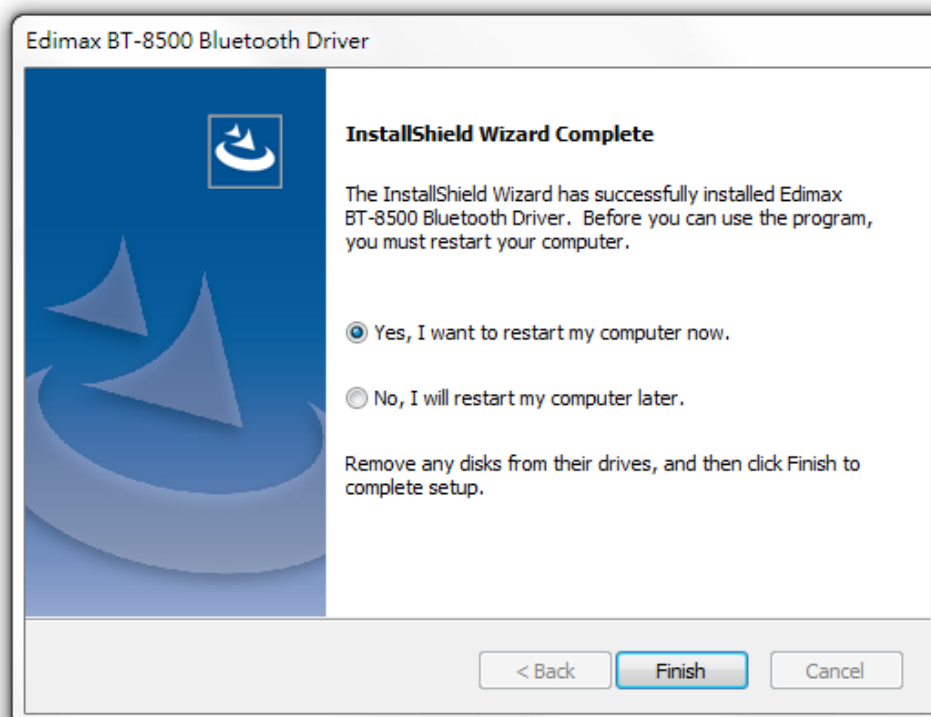 Edimax BT-8500 Bluetooth Driver
InstallShield Wizard Complete
The InstallShield Wizard has successfully installed Edimax
BT-8500 Bluetooth Driver.  Before you can use the program,
you must restart your computer.
Yes, I want to restart my computer now.
No, I will restart my computer later.
Remove any disks from their drives, and then click Finish to
complete setup.
< Back
Finish
Cancel